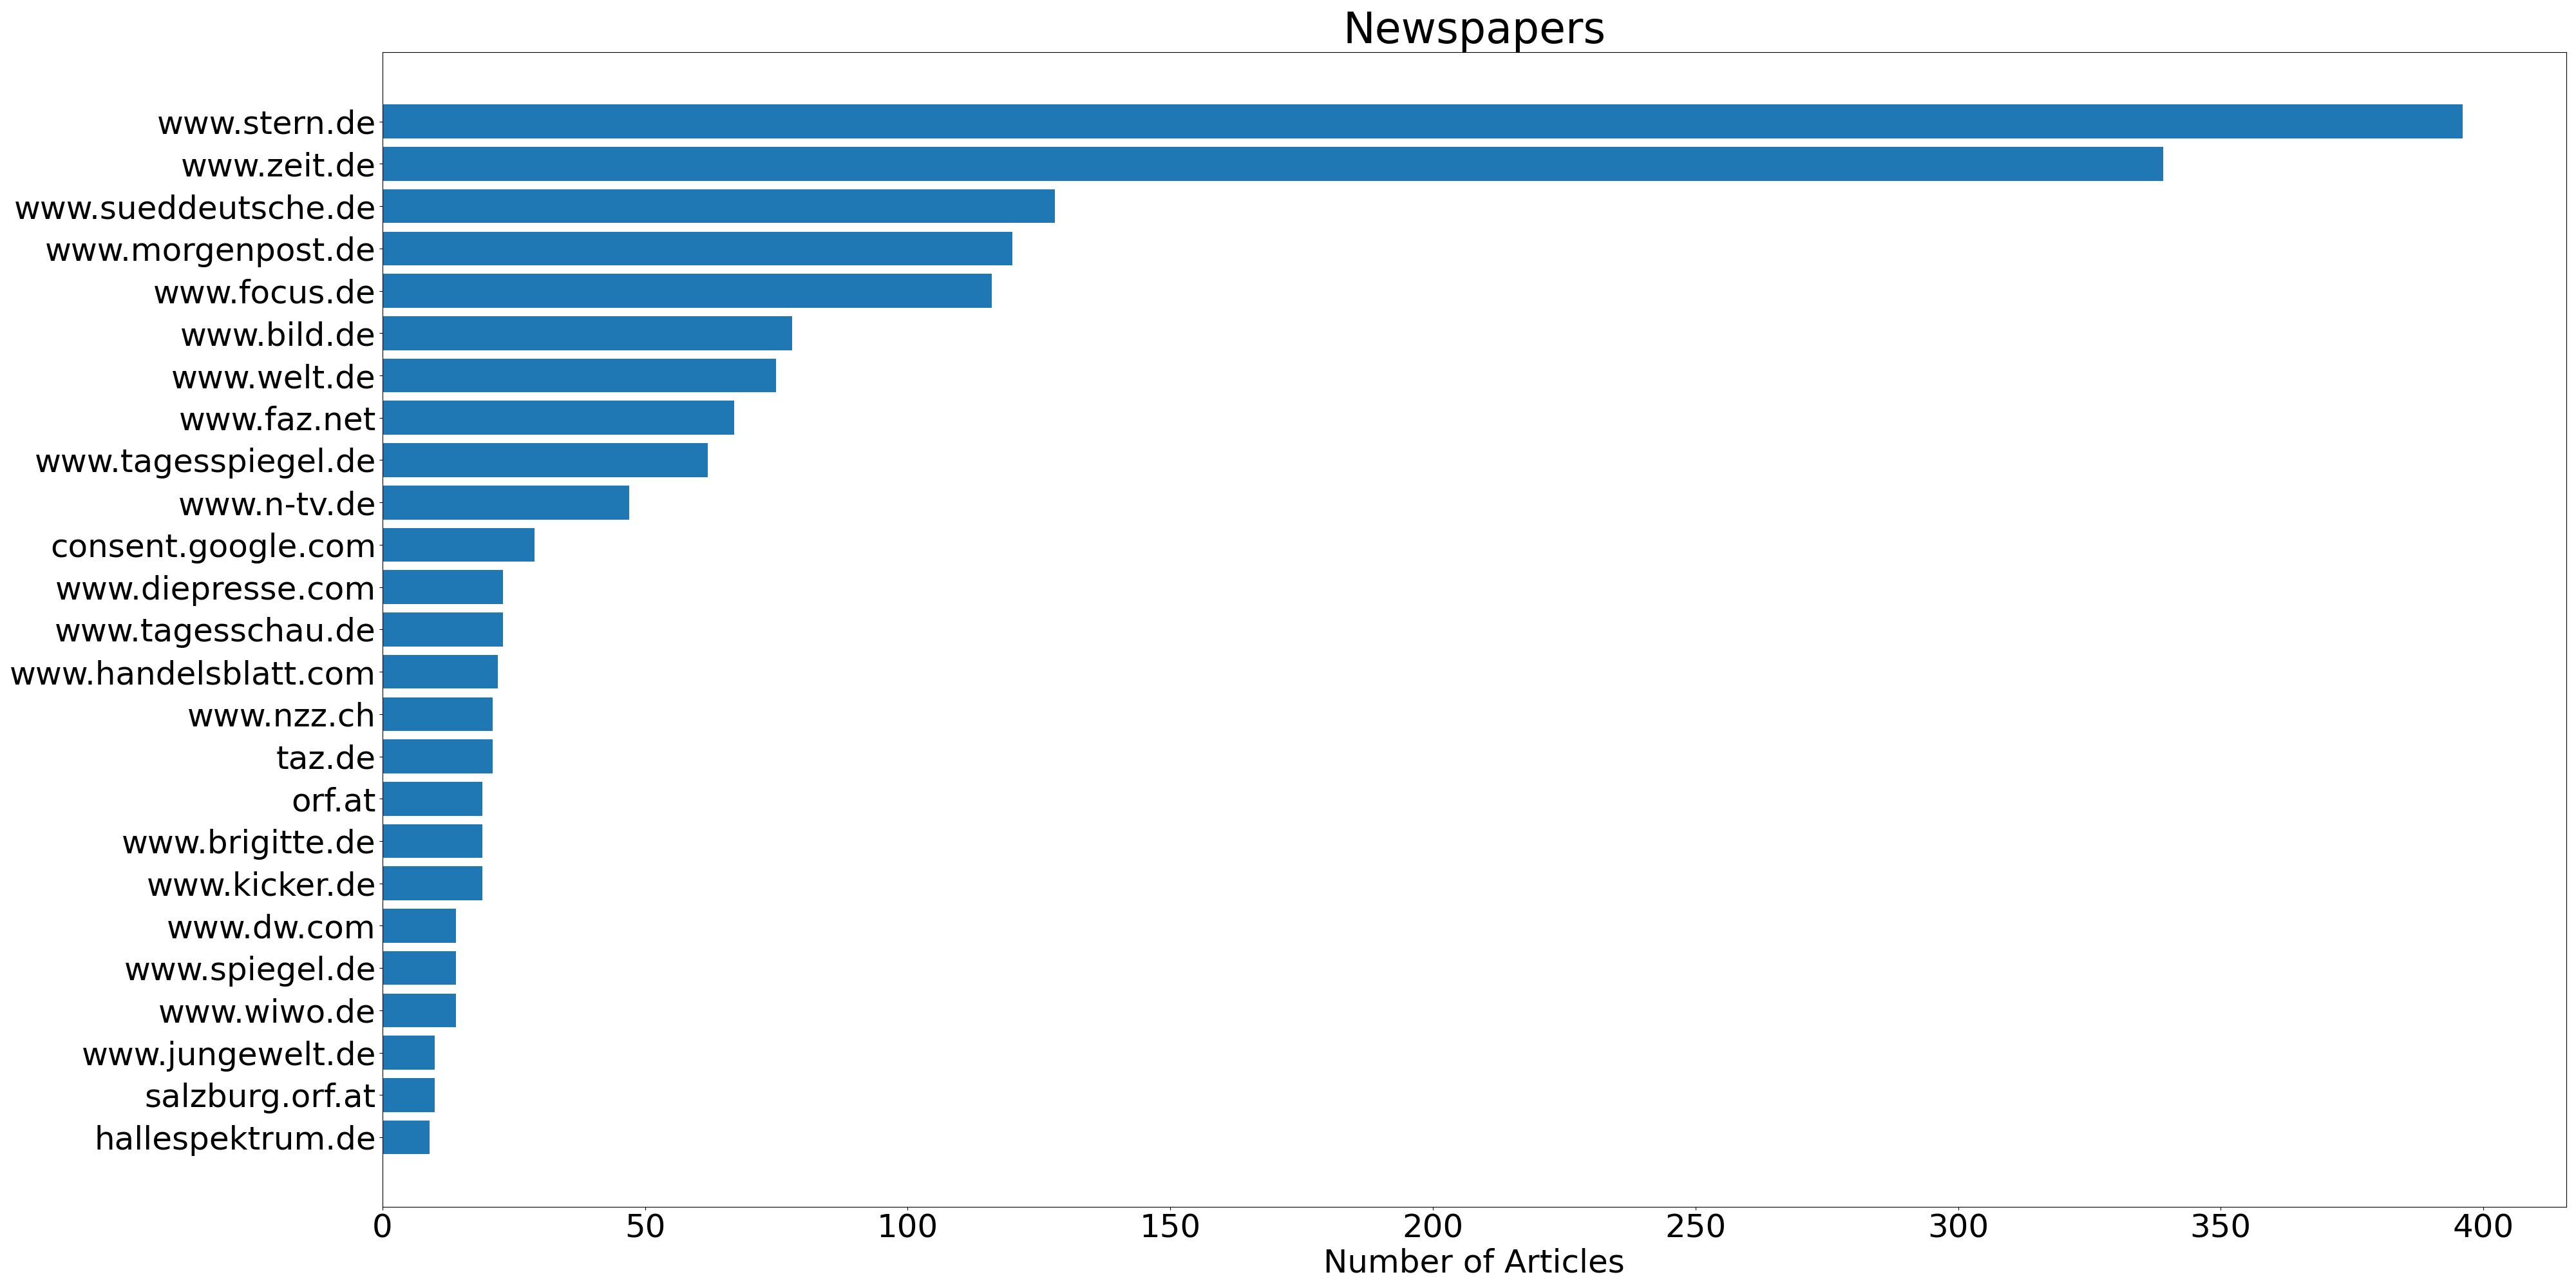 Newspapers
www.stern.de
www.zeit.de
www.sueddeutsche.de
www.morgenpost.de
www.focus.de
www.bild.de
www.welt.de
www.faz.net
www.tagesspiegel.de
www.n-tv.de
consent.google.com
www.diepresse.com
www.tagesschau.de
www.handelsblatt.com
www.nzz.ch
taz.de
orf.at
www.brigitte.de
www.kicker.de
www.dw.com
www.spiegel.de
www.wiwo.de
www.jungewelt.de
salzburg.orf.at
hallespektrum.de
0 50 100 150 200 250 300 350 400
Number of Articles